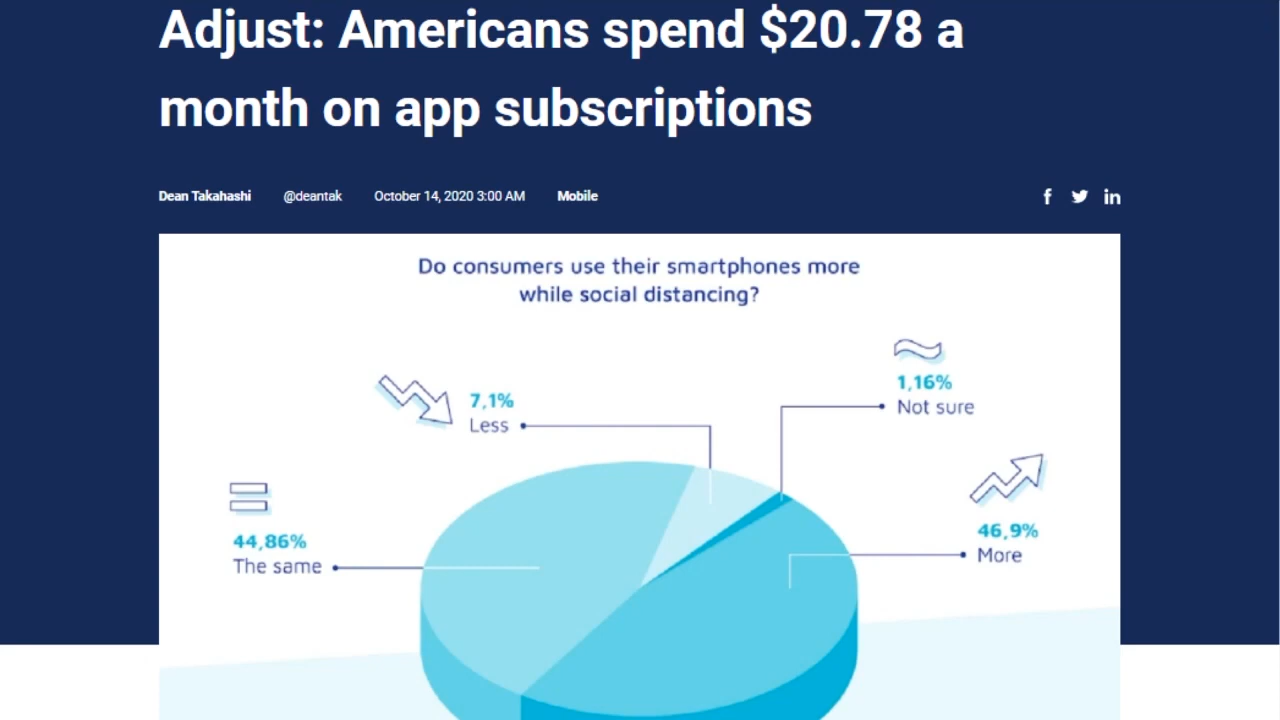 Adjust: Americans spend $20.78 a
month on app subscriptions
Dean Takahashi @deantak October 14, 2020 3:00 AM Mobile
Do consumers use their smartphones more
while social distancing?
1,16%
Not sure
7,1%
Less
46,9%
More
44,86%
The same